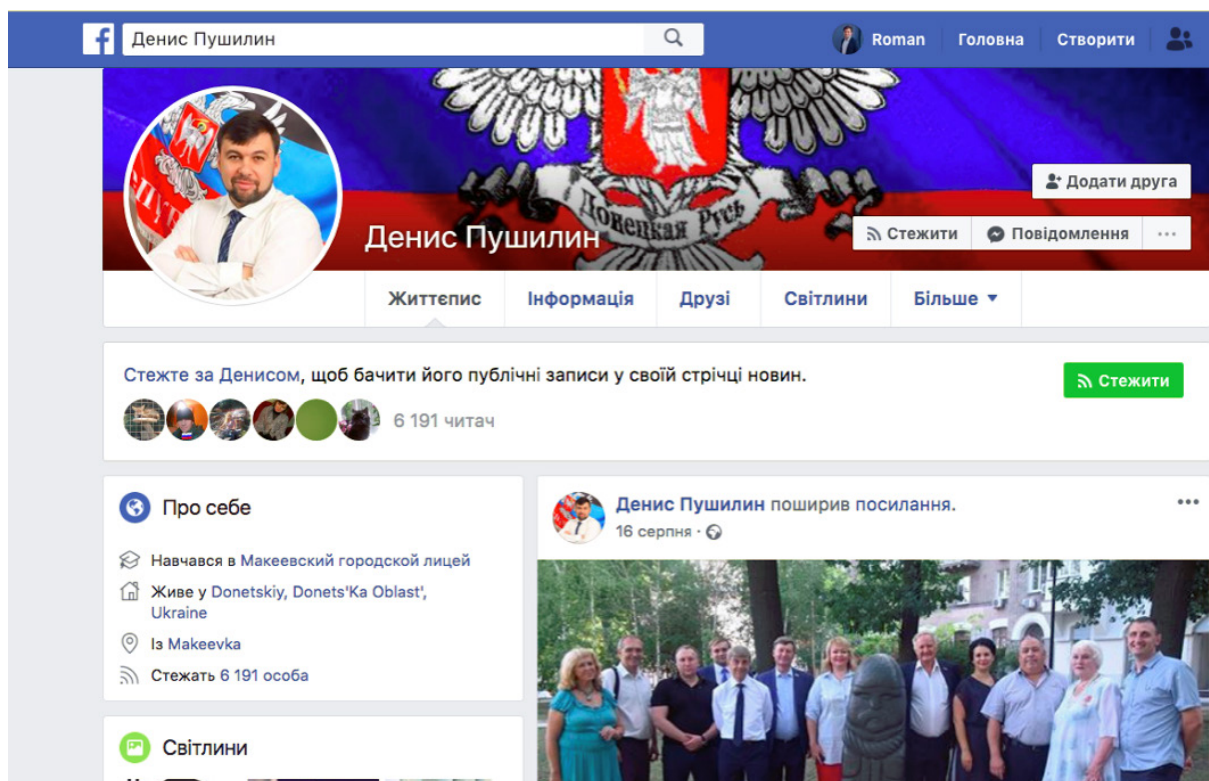 Денис Пушилин
Roman
Головна
Створити
Додати друга
Денис Пушилин
Донецкая Русь
Стежити
Повідомлення
Життєпис
Інформація
Друзі
Світлини
Більше
Стежте за Денисом, щоб бачити його публічні записи у своїй стрічці новин.
Стежити
6 191 читач
Про себе
Навчався в Макеевский городской лицей
Живе у Donetskiy, Donets'Ka Oblast',
Ukraine
Із Makeevka
Стежать 6 191 особа
Світлини
Денис Пушилин поширив посилання.
16 серпня